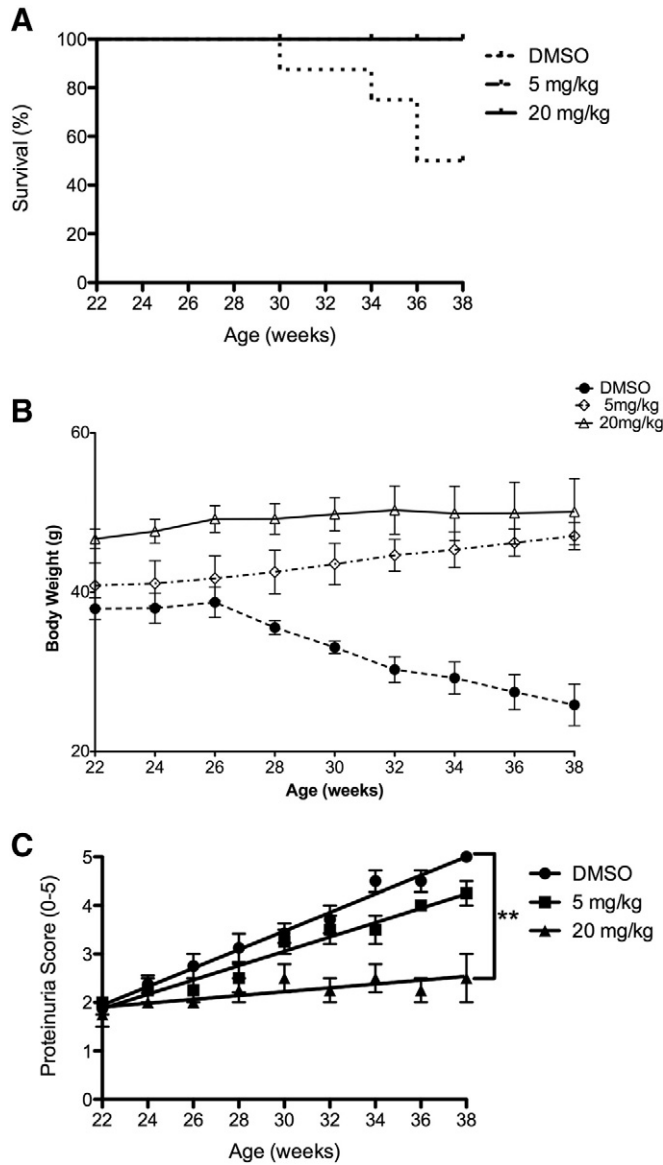 A
100
80
60
40
20
0
Survival (%)
22 24 26 28 30 32 34 36 38
Age (weeks)
DMSO
5 mg/kg
20 mg/kg
B
DMSO
5mg/kg
20mg/kg
60
40
20
Body Weight (g)
22 24 26 28 30 32 34 36 38
Age (weeks)
C
5
4
3
2
1
0
Proteinuria Score (0-5)
22 24 26 28 30 32 34 36 38
Age (weeks)
**
DMSO
5 mg/kg
20 mg/kg